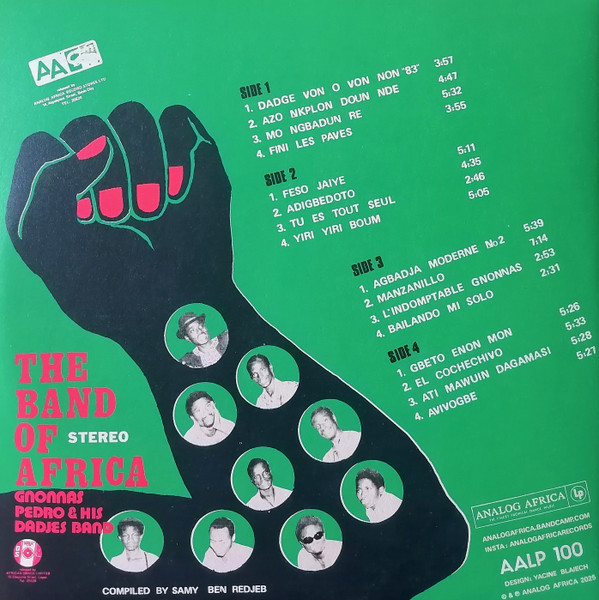 AAC
ANALOG AFRICA RECORD STORES LTD
SIDE 1
1. DADGE VON O VON NON "83" 3:57
2. AZO NKPLON DOUN NDE 4:47
3. MO NGBADUN RE 5:32
4. FINI LES PAVES 3:55
SIDE 2
1. FESO JAIYE 5:11
2. ADIGBEDOTO 4:35
3. TU ES TOUT SEUL 2:46
4. YIRI YIRI BOUM 5:05
SIDE 3
1. AGBADJA MODERNE No2 5:39
2. MANZANILLO 7:14
3. L'INDOMPTABLE GNONNAS 2:53
4. BAILANDO MI SOLO 2:31
SIDE 4
1. GBETO ENON MON 5:26
2. EL COCHECHIVO 5:33
3. ATI MAWUIN DAGAMASI 5:28
4. AVIVOGBE 5:27
THE
BAND
OF
STEREO
AFRICA
GNONNAS
PEDRO & HIS
DADJES BAND
COMPILED BY SAMY BEN REDJEB
ANALOG AFRICA
LP
ANALOGAFRICA.BANDCAMP.COM
INSTA: ANALOGAFRICARECORDS
AALP 100
DESIGN: YACINE BLAIECH
© & ® ANALOG AFRICA 2025